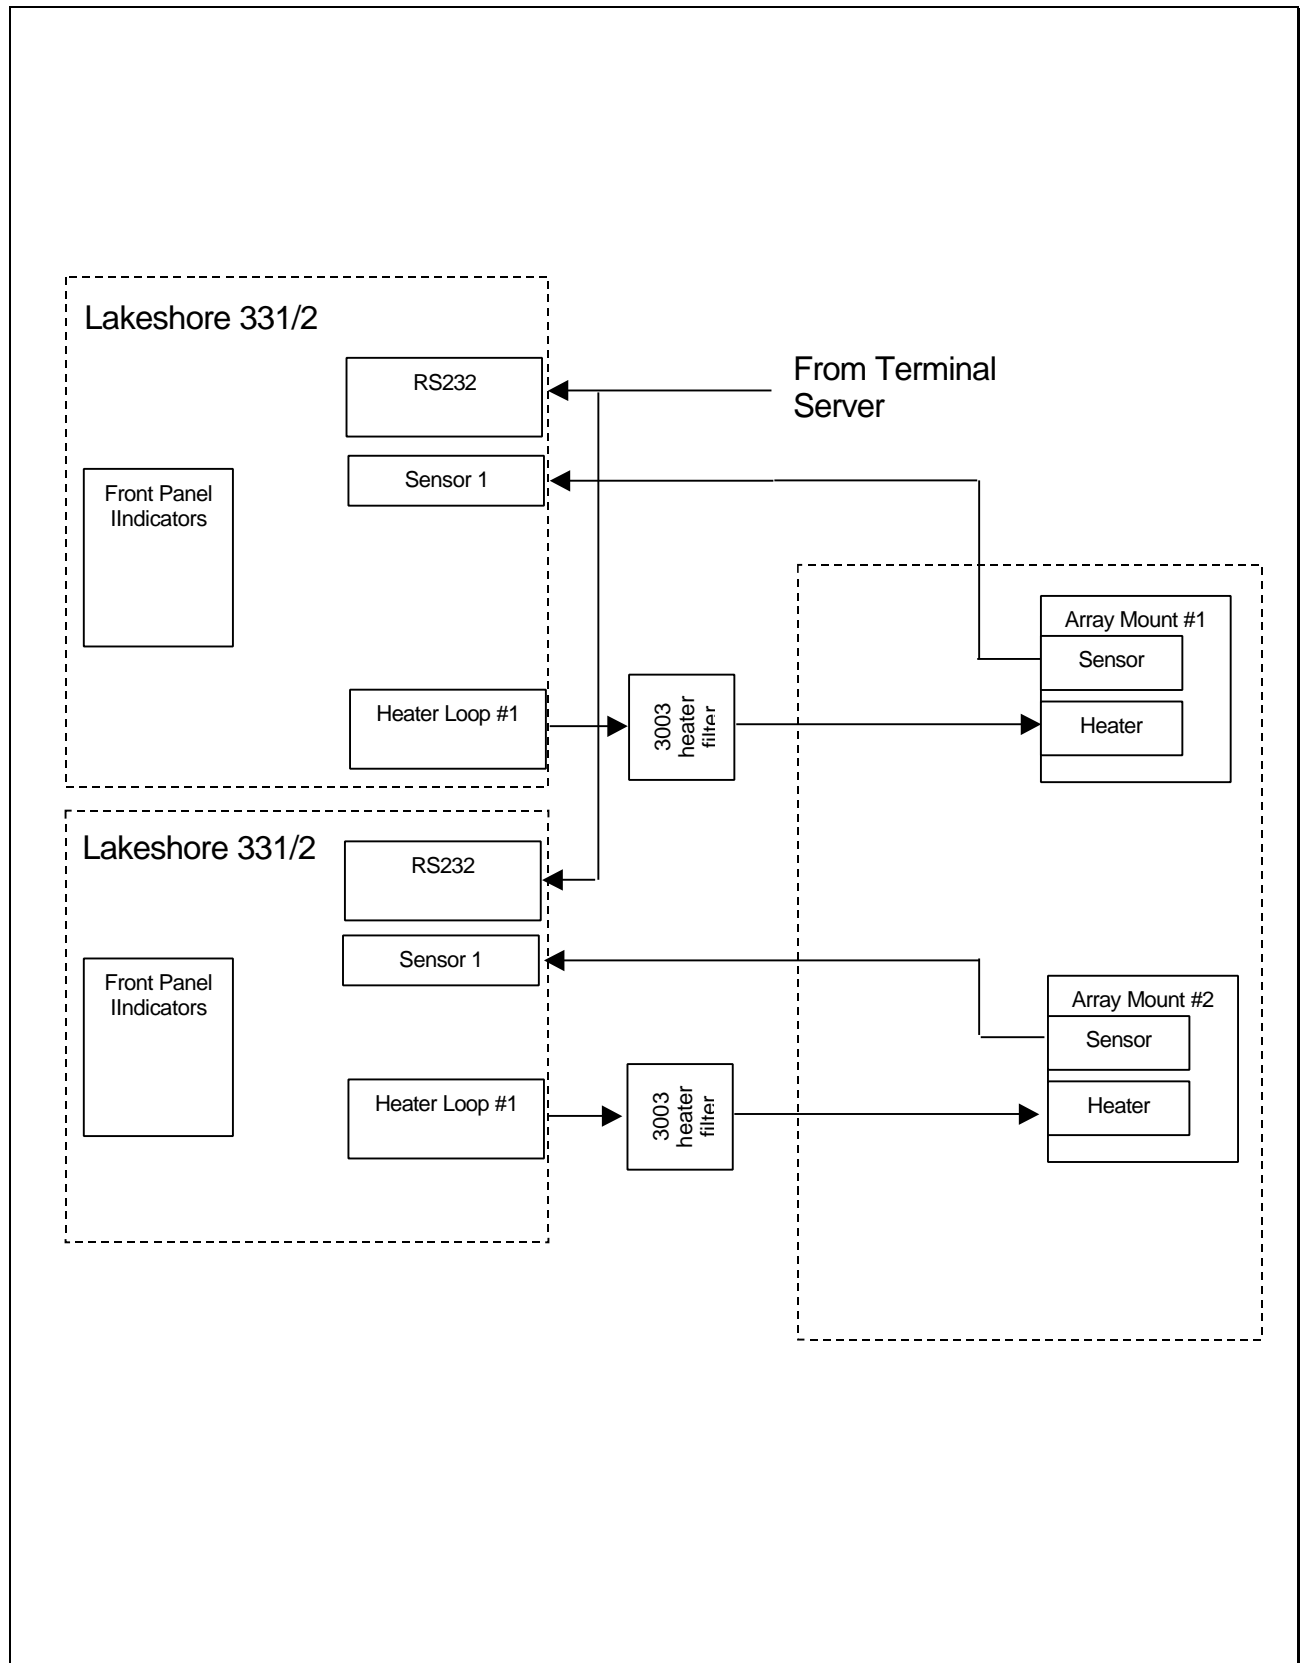 Lakeshore 331/2
RS232
From Terminal
Server
Sensor 1
Front Panel
IIndicators
Array Mount #1
Sensor
Heater Loop #1
3003
heater
filter
Heater
Lakeshore 331/2
RS232
Sensor 1
Front Panel
IIndicators
Array Mount #2
Sensor
Heater Loop #1
3003
heater
filter
Heater